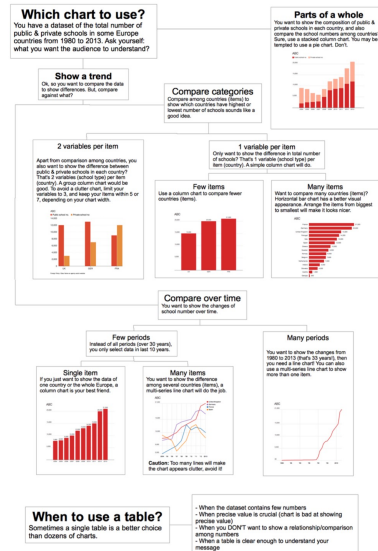 Which chart to use?
You have a dataset of the total number of
public & private schools in some Europe
countries from 1980 to 2013. Ask yourself:
what you want the audience to understand?
Parts of a whole
You want to show the composition of public &
private schools in each country, and also
compare the school numbers among countries.
Sure, use a stacked column chart. You may be
templed to use a pie chart. Don't.
Show a trend
Ok, so you want to compare the data
to show differences. But, compare
against what?
Compare categories
Compare among countries (items) to
show which countries have highest or
lowest number of schools sounds like a
good idea.
2 variables per item
Apart from comparison among countries, you
also want to show the difference between
public & private schools in each country?
That's 2 variables (school type) per item
(country). A group column chart would be
good. To avoid a clutter chart, limit your
variables to 3, and keep your items within 5 or
7, depending on your chart width.
1 variable per item
Only want to show the difference in total number
of schools? That's 1 variable (school type) per
item (country). A simple column chart will do.
Few items
Use a column chart to compare fewer
countries (items).
Many items
Want to compare many countries (items)?
Horizontal bar chart has a better visual
appearance. Arrange the items from biggest
to smallest will make it looks nicer.
Compare over time
You want to show the changes of
school number over time.
Few periods
Instead of all periods (over 30 years),
you only select data in last 10 years.
Many periods
You want to show the changes from
1980 to 2013 (that's 33 years!), then
you need a line chart! You can also
use a multi-series line chart to show
more than one item.
Single item
If you just want to show the data of
one country or the whole Europe, a
column chart is your best friend.
Many items
You want to show the difference
among several countries (items), a
multi-series line chart will do the job.
Caution: Too many lines will make
the chart appears clutter, avoid it!
When to use a table?
Sometimes a single table is a better choice
than dozens of charts.
- When the dataset contains few numbers
- When precise value is crucial (chart is bad at showing
precise value)
- When you DON'T want to show a relationship/comparison
among numbers
- When a table is clear enough to understand your
message